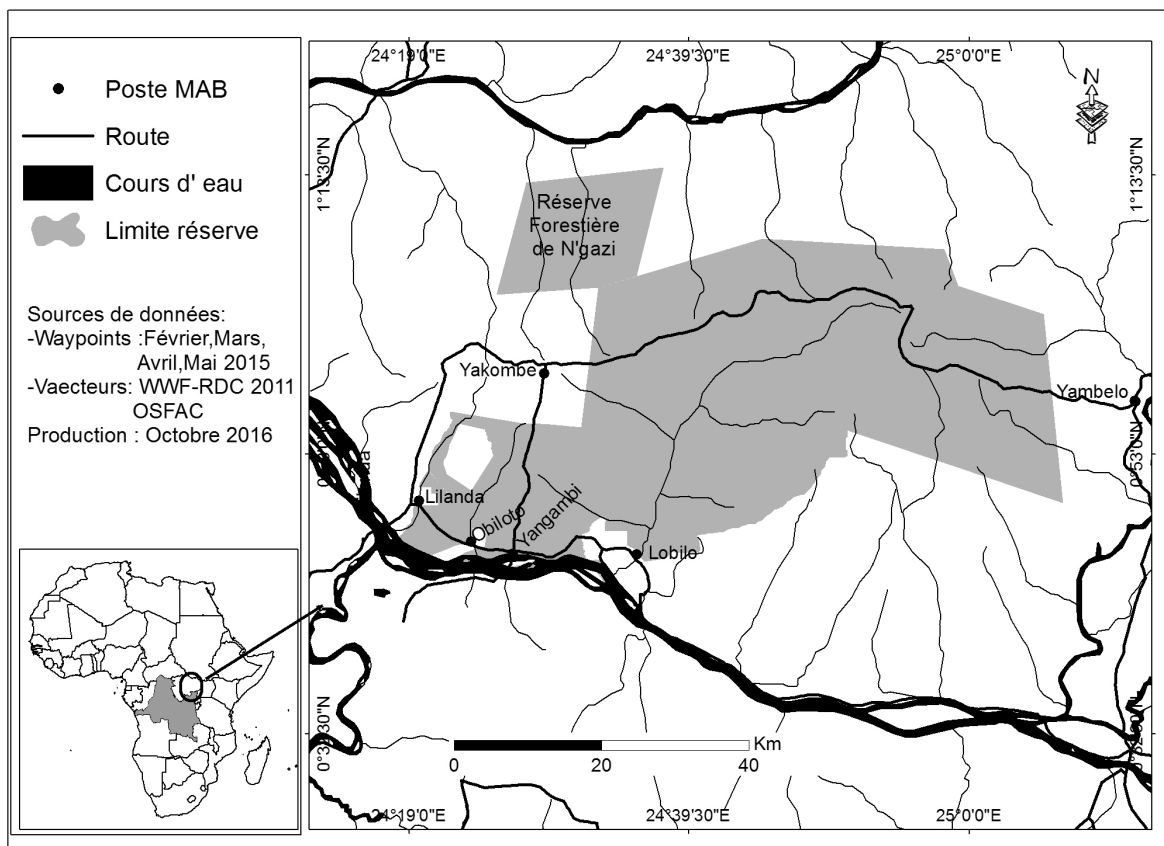 Poste MAB
Route
Cours d' eau
Limite réserve
Sources de données:
-Waypoints :Février,Mars,
Avril,Mai 2015
-Vaecteurs: WWF-RDC 2011
OSFAC
Production : Octobre 2016
24°19'0"E
24°39'30"E
25°0'0"E
N
1°13'30"N
1°13'30"N
Réserve
Forestière
de N'gazi
Yakombe
Yambelo
0°53'0"N
Lilanda
Obiloto
Yangambi
Lobilo
Km
0
20
40
24°19'0"E
24°39'30"E
25°0'0"E